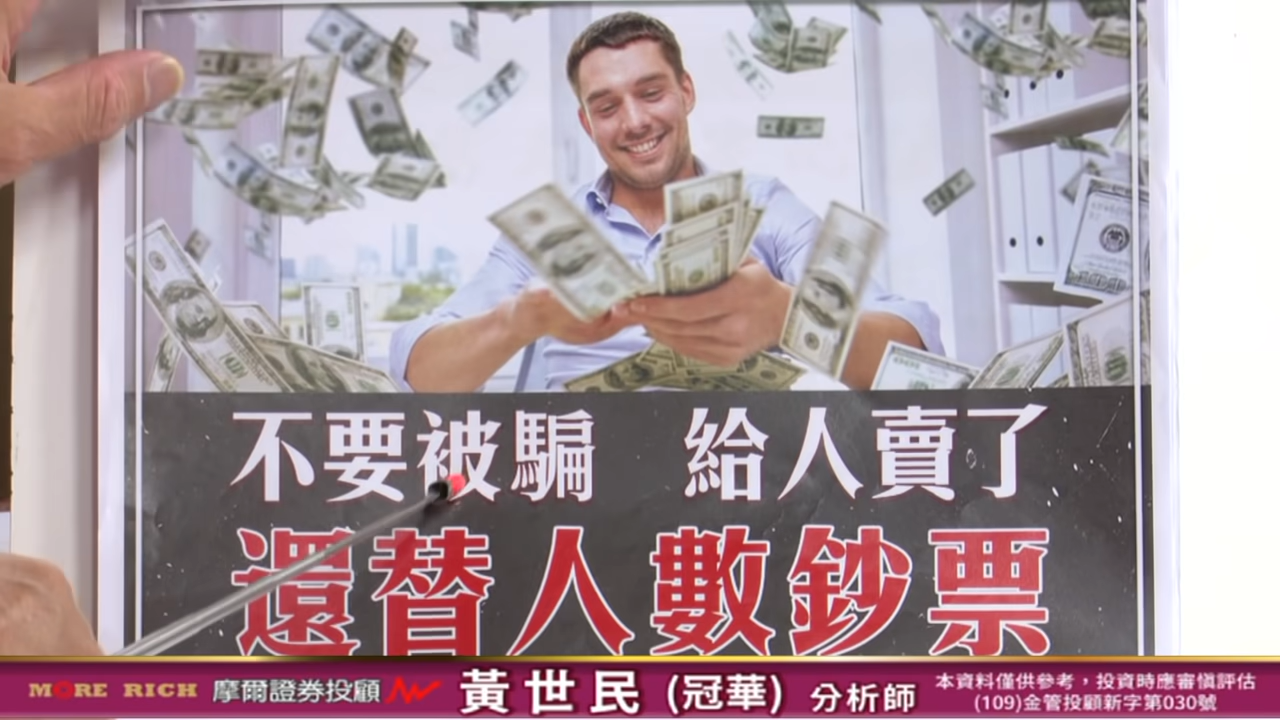 不要被騙 給人賣了
還替人數鈔票
MORE RICH 摩爾證券投顧 黃世民 (冠華) 分析師
本資料僅供參考，投資時應審慎評估
(109)金管投顧新字第030號